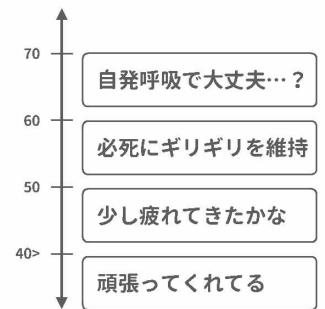 70
自発呼吸で大丈夫…？
60
必死にギリギリを維持
50
少し疲れてきたかな
40>
頑張ってくれてる